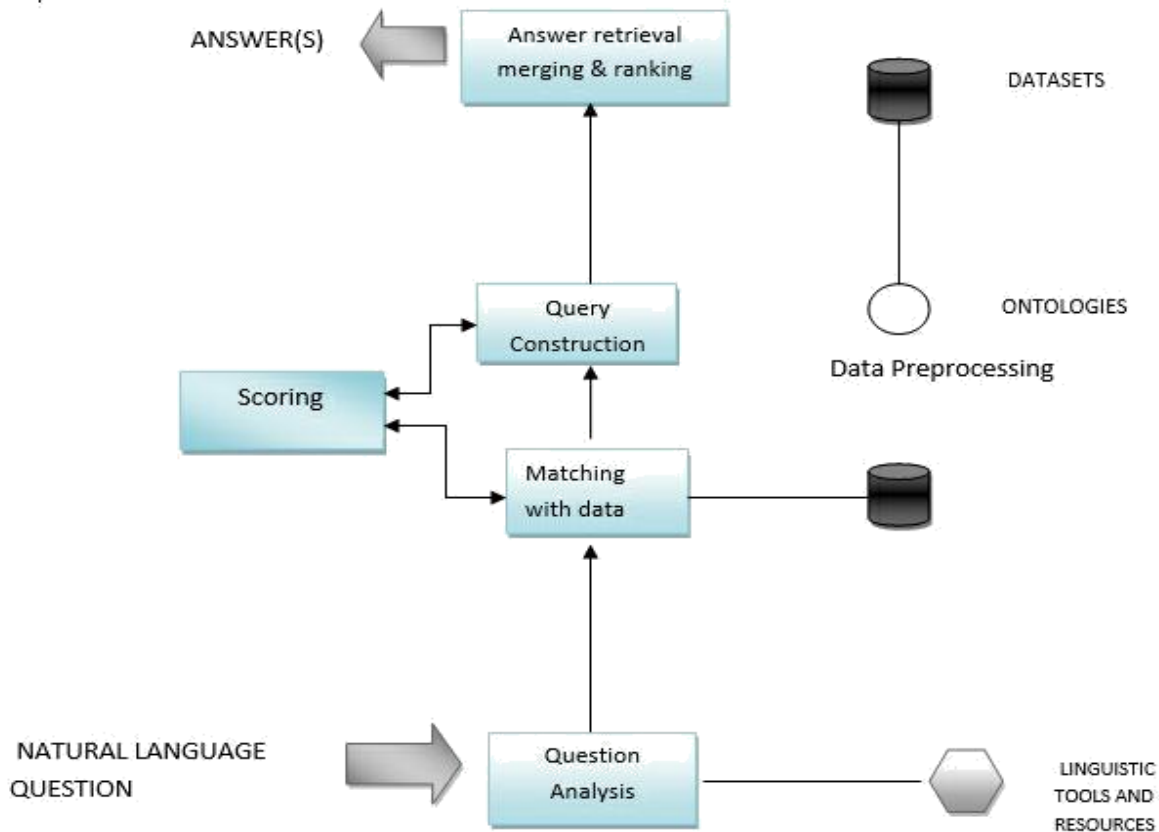 ANSWER(S)
Answer retrieval
merging & ranking
DATASETS
Query
Construction
ONTOLOGIES
Data Preprocessing
Scoring
Matching
with data
NATURAL LANGUAGE
QUESTION
Question
Analysis
LINGUISTIC
TOOLS AND
RESOURCES